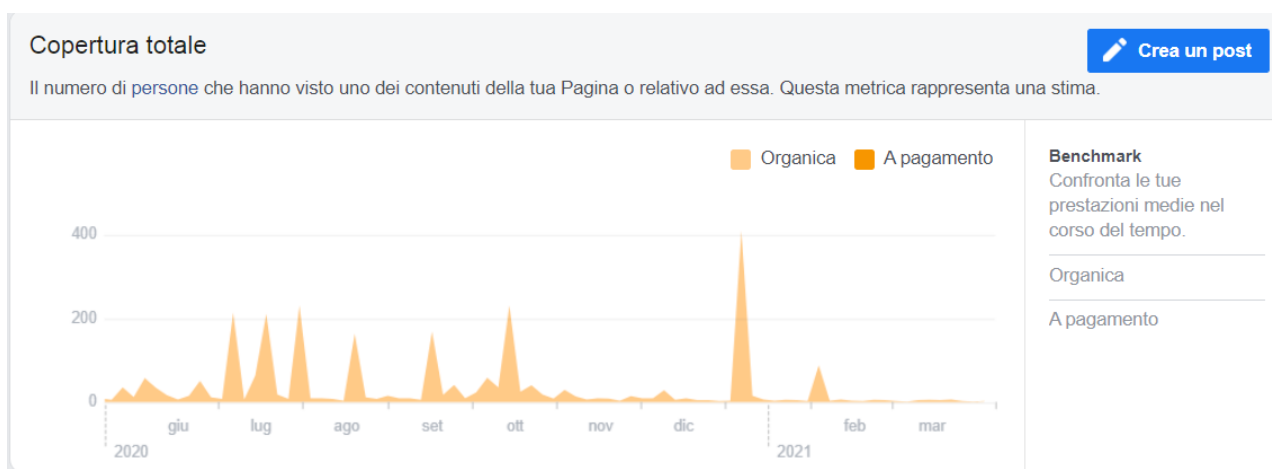 Copertura totale
Crea un post
Il numero di persone che hanno visto uno dei contenuti della tua Pagina o relativo ad essa. Questa metrica rappresenta una stima.
Organica
A pagamento
400
200
0
giu
lug
ago
set
ott
nov
dic
feb
mar
2020
2021
Benchmark
Confronta le tue
prestazioni medie nel
corso del tempo.
Organica
A pagamento